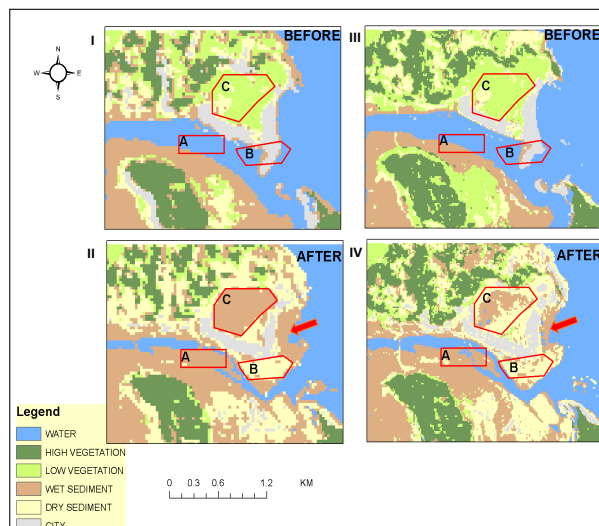 I
BEFORE
III
BEFORE
N
W
E
S
C
A
B
C
A
B
II
AFTER
IV
AFTER
C
A
B
C
A
B
Legend
WATER
HIGH VEGETATION
LOW VEGETATION
WET SEDIMENT
DRY SEDIMENT
CITY
0 0.3 0.6 1.2 KM